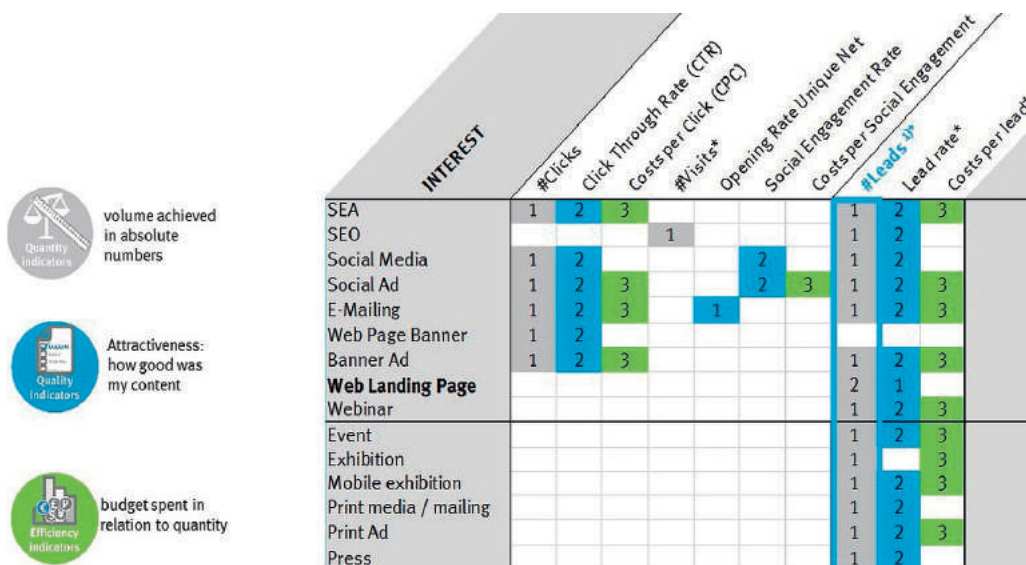 INTEREST
#Clicks
Click Through Rate (CTR)
Costs per Click (CPC)
#Visits*
Opening Rate Unique Net
Social Engagement Rate
Costs per Social Engagement
#Leads 1)*
Lead rate*
Costs per lead*
SEA 1 2 3 1 2 3
SEO 1 1 2
Social Media 1 2 2 1 2
Social Ad 1 2 3 2 3 1 2 3
E-Mailing 1 2 3 1 1 2 3
Web Page Banner 1 2
Banner Ad 1 2 3 1 2 3
Web Landing Page 2 1
Webinar 1 2 3
Event 1 2 3
Exhibition 1 3
Mobile exhibition 1 2 3
Print media / mailing 1 2
Print Ad 1 2 3
Press 1 2
Quantity
indicators
volume achieved
in absolute
numbers
Quality
indicators
Attractiveness:
how good was
my content
Efficiency
indicators
budget spent in
relation to quantity